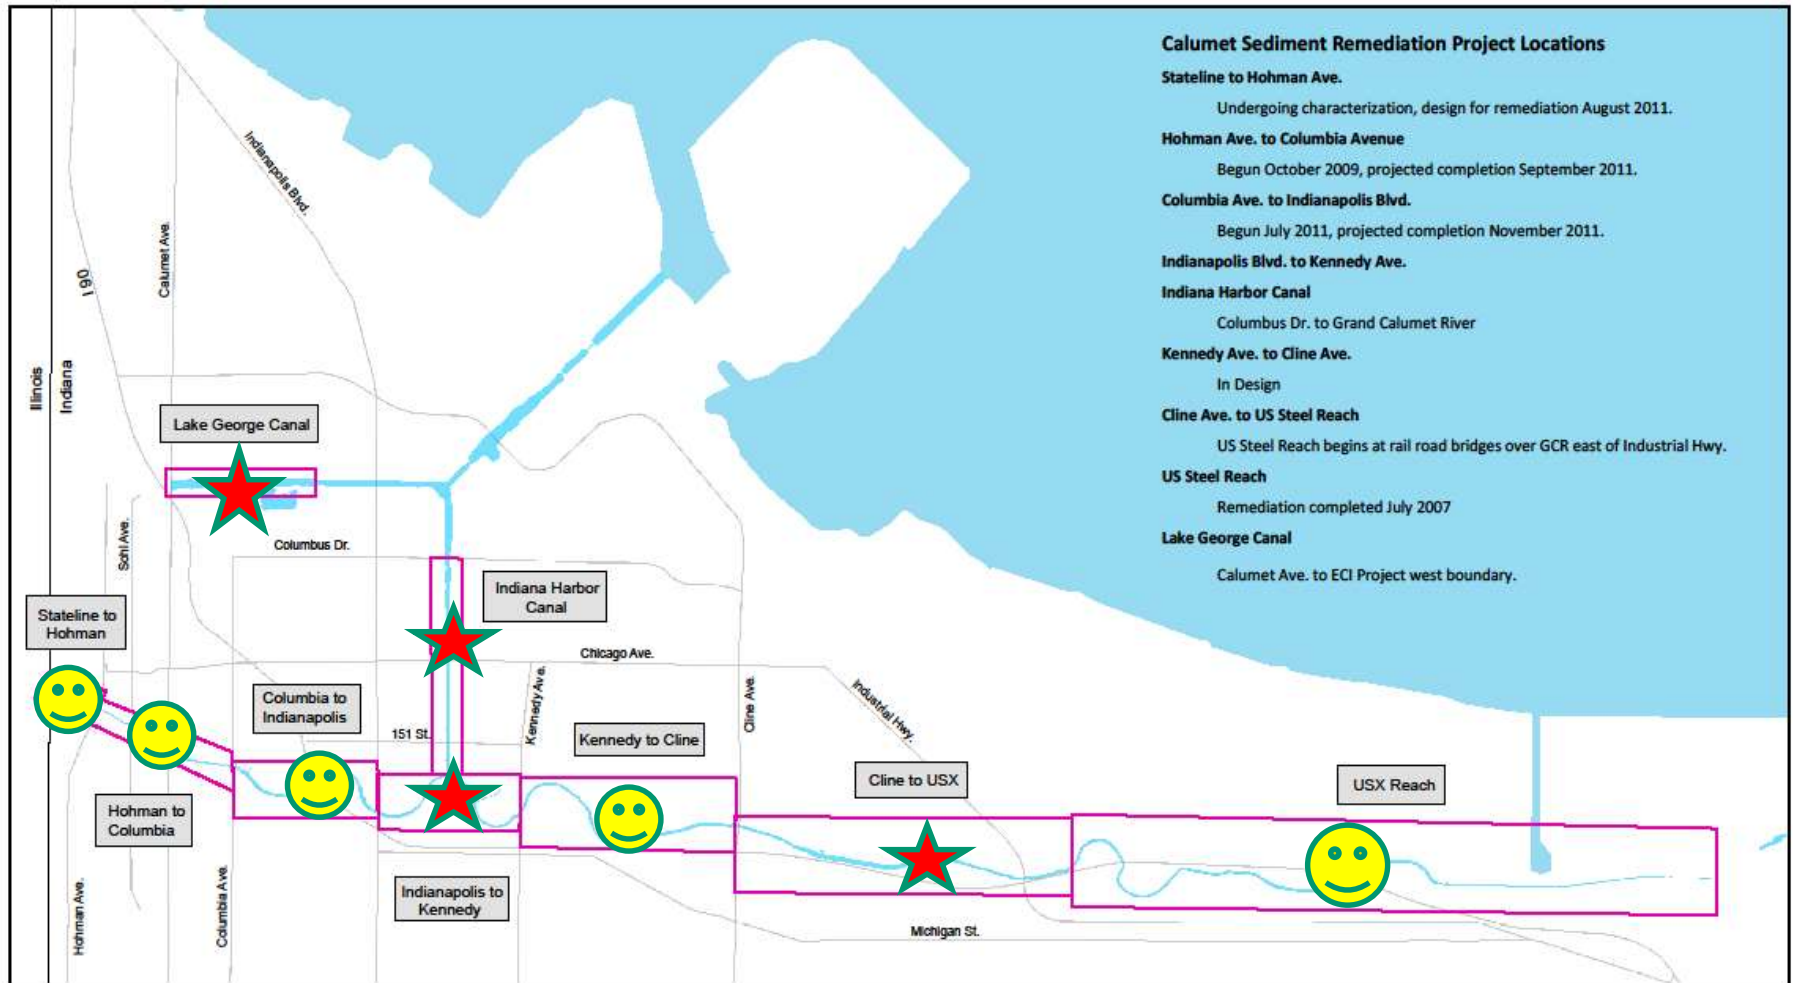 Calumet Sediment Remediation Project Locations
Stateline to Hohman Ave.
Undergoing characterization, design for remediation August 2011.
Hohman Ave. to Columbia Avenue
Begun October 2009, projected completion September 2011.
Columbia Ave. to Indianapolis Blvd.
Begun July 2011, projected completion November 2011.
Indianapolis Blvd. to Kennedy Ave.
Indiana Harbor Canal
Columbus Dr. to Grand Calumet River
Kennedy Ave. to Cline Ave.
In Design
Cline Ave. to US Steel Reach
US Steel Reach begins at rail road bridges over GCR east of Industrial Hwy.
US Steel Reach
Remediation completed July 2007
Lake George Canal
Calumet Ave. to ECI Project west boundary.
Indianapolis Blvd.
Calumet Ave.
I 90
Illinois
Indiana
Lake George Canal
Sohl Ave.
Columbus Dr.
Indiana Harbor
Canal
Stateline to
Hohman
Chicago Ave.
Kennedy Ave.
Cline Ave.
Industrial Hwy.
Columbia to
Indianapolis
151 St.
Kennedy to Cline
Cline to USX
USX Reach
Hohman to
Columbia
Indianapolis to
Kennedy
Hohman Ave.
Columbia Ave.
Michigan St.